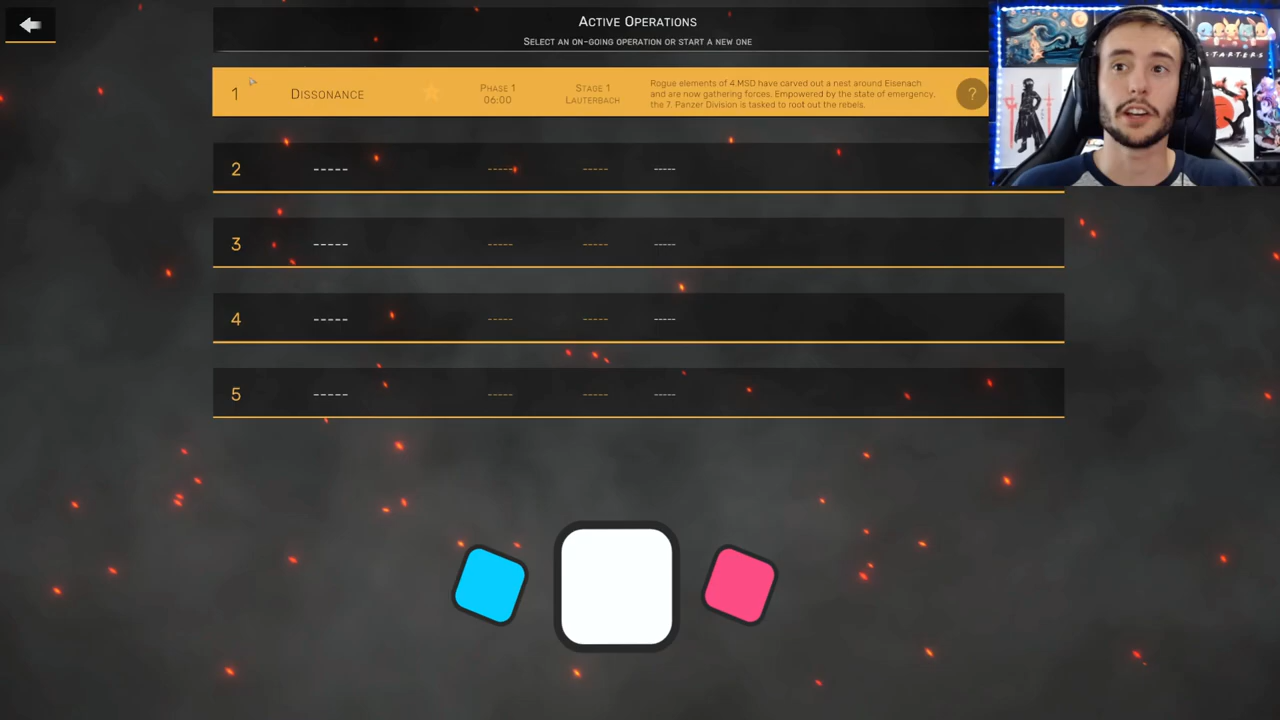 Active Operations
Select an on-going operation or start a new one
1 Dissonance Phase 1 06:00 Stage 1 Lauterbach
Rogue elements of 4.MSD have carved out a nest around Eisenach
and are now gathering forces. Empowered by the state of emergency,
the 7. Panzer Division is tasked to root out the rebels.
?
2 ----- ----- ----- -----
3 ----- ----- ----- -----
4 ----- ----- ----- -----
5 ----- ----- ----- -----
STARTERS